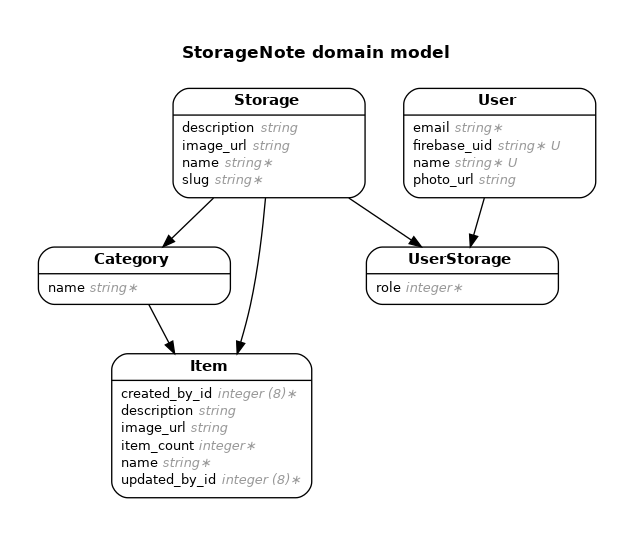 StorageNote domain model
Storage
description string
image_url string
name string∗
slug string∗
User
email string∗
firebase_uid string∗ U
name string∗ U
photo_url string
Category
name string∗
UserStorage
role integer∗
Item
created_by_id integer (8)∗
description string
image_url string
item_count integer∗
name string∗
updated_by_id integer (8)∗